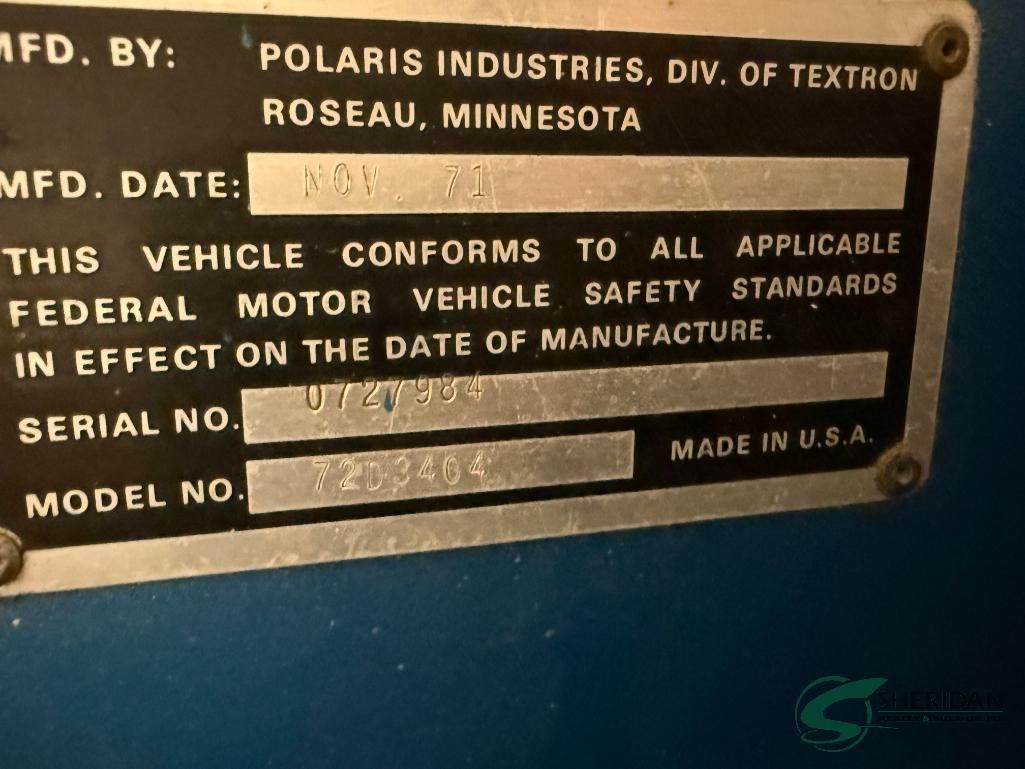 MFD. BY: POLARIS INDUSTRIES, DIV. OF TEXTRON
ROSEAU, MINNESOTA
MFD. DATE: NOV. 71
THIS VEHICLE CONFORMS TO ALL APPLICABLE
FEDERAL MOTOR VEHICLE SAFETY STANDARDS
IN EFFECT ON THE DATE OF MANUFACTURE.
SERIAL NO. 0727984
MODEL NO. 72D3464 MADE IN U.S.A.
SHERIDAN